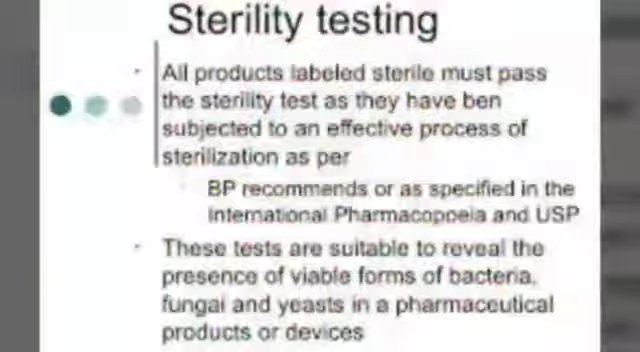 Sterility testing
· All products labeled sterile must pass
the sterility test as they have ben
subjected to an effective process of
sterilization as per
BP recommends or as specified in the
International Pharmacopoeia and USP
· These tests are suitable to reveal the
presence of viable forms of bacteria,
fungi and yeasts in a pharmaceutical
products or devices